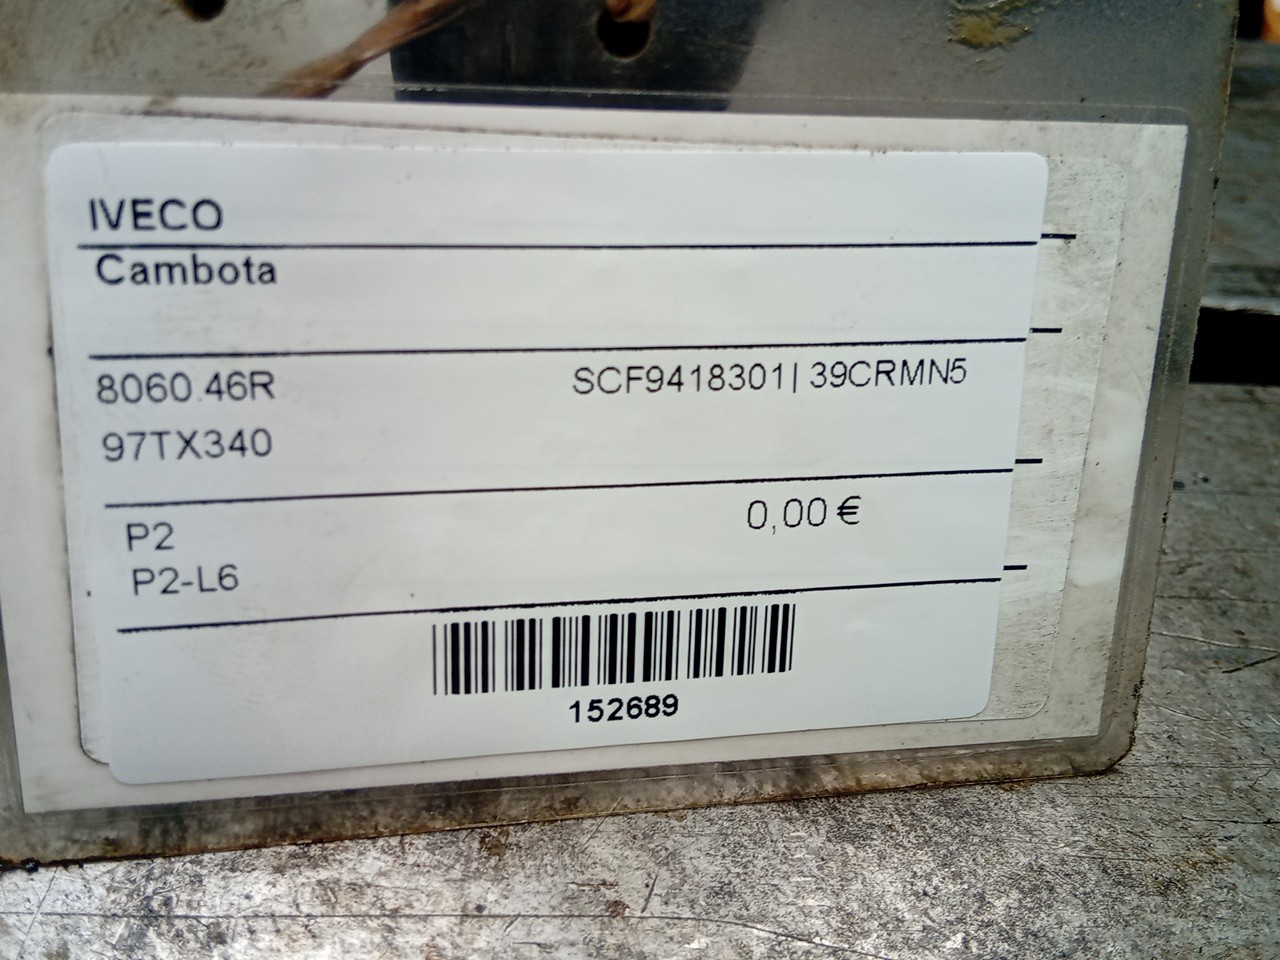 IVECO
Cambota
8060.46R SCF9418301| 39CRMN5
97TX340
P2 0,00 €
P2-L6
152689